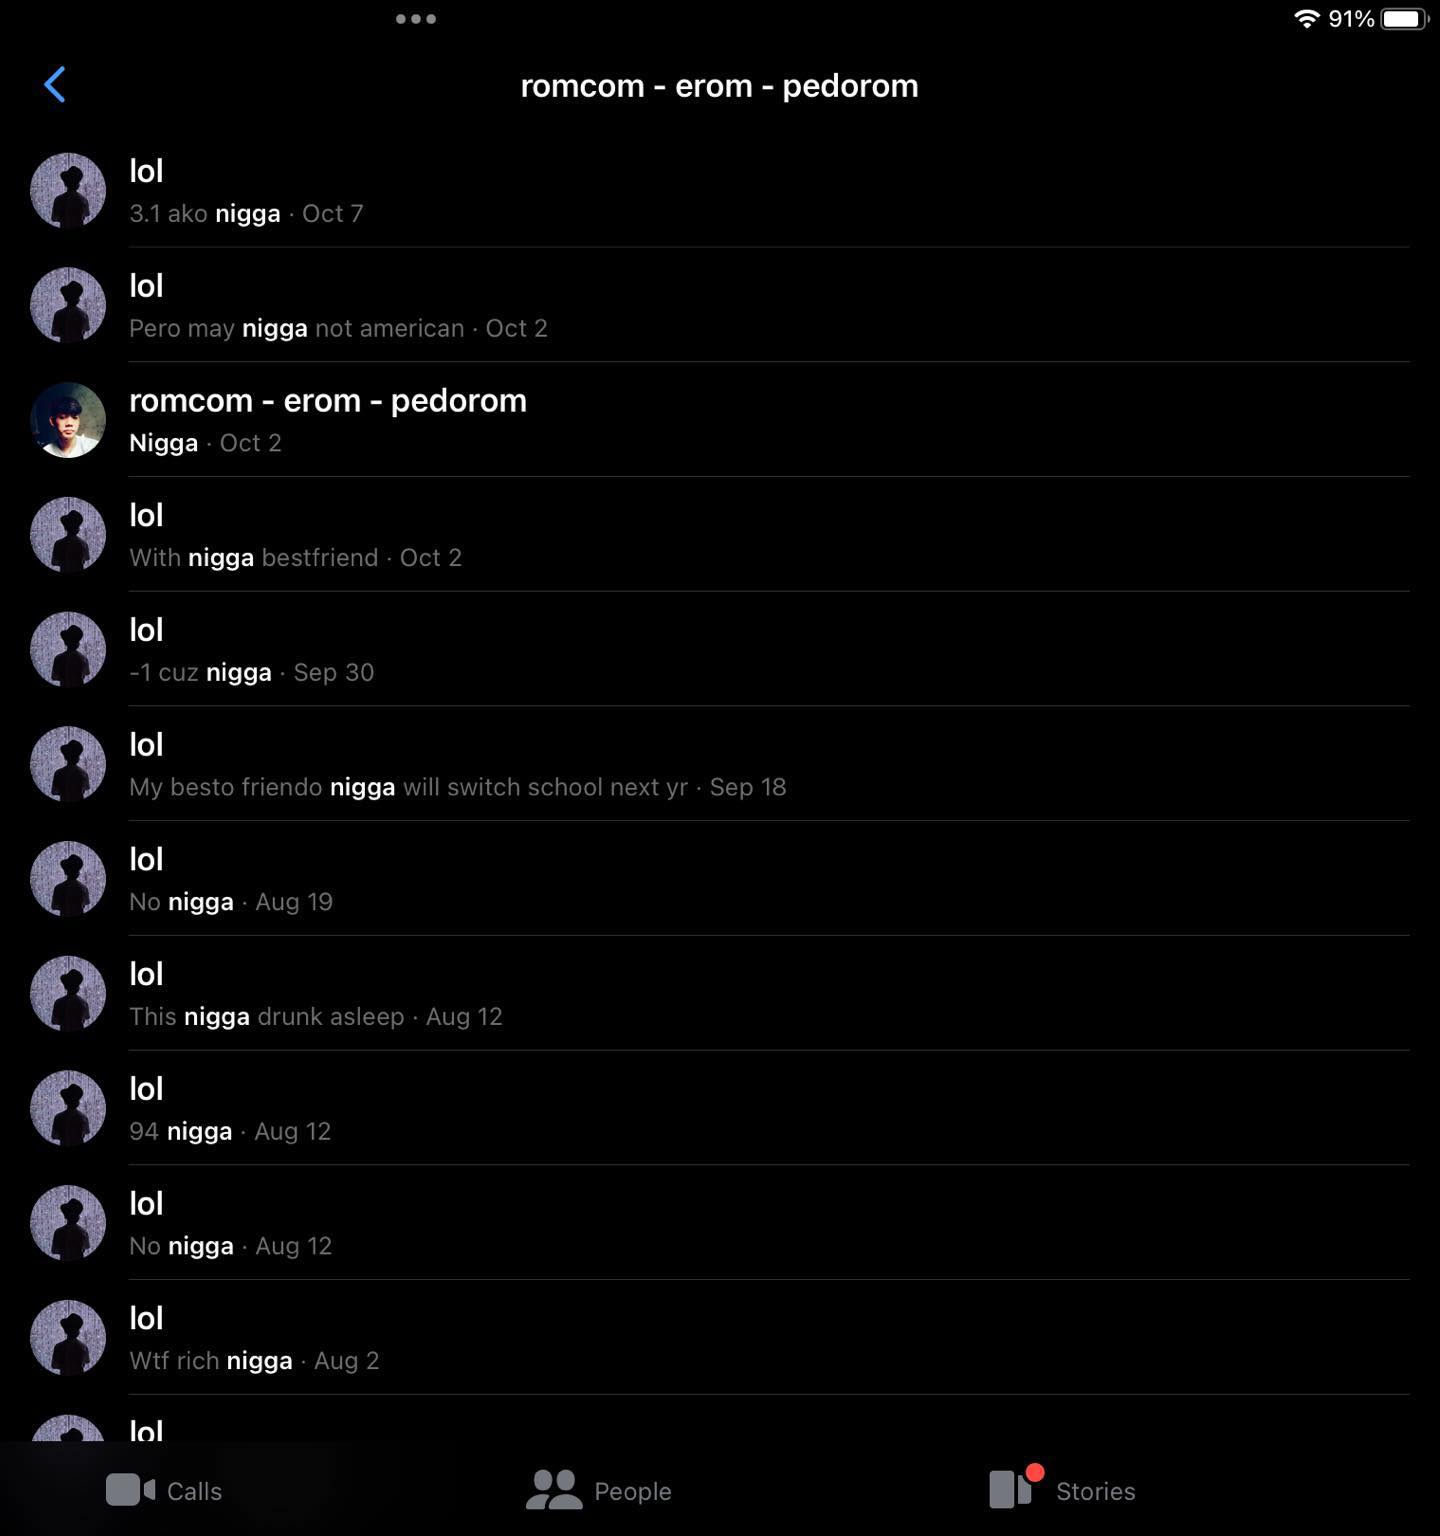 91%
romcom - erom - pedorom
lol
3.1 ako nigga · Oct 7
lol
Pero may nigga not american · Oct 2
romcom - erom - pedorom
Nigga · Oct 2
lol
With nigga bestfriend · Oct 2
lol
-1 cuz nigga · Sep 30
lol
My besto friendo nigga will switch school next yr · Sep 18
lol
No nigga · Aug 19
lol
This nigga drunk asleep · Aug 12
lol
94 nigga · Aug 12
lol
No nigga · Aug 12
lol
Wtf rich nigga · Aug 2
lol
Calls People Stories